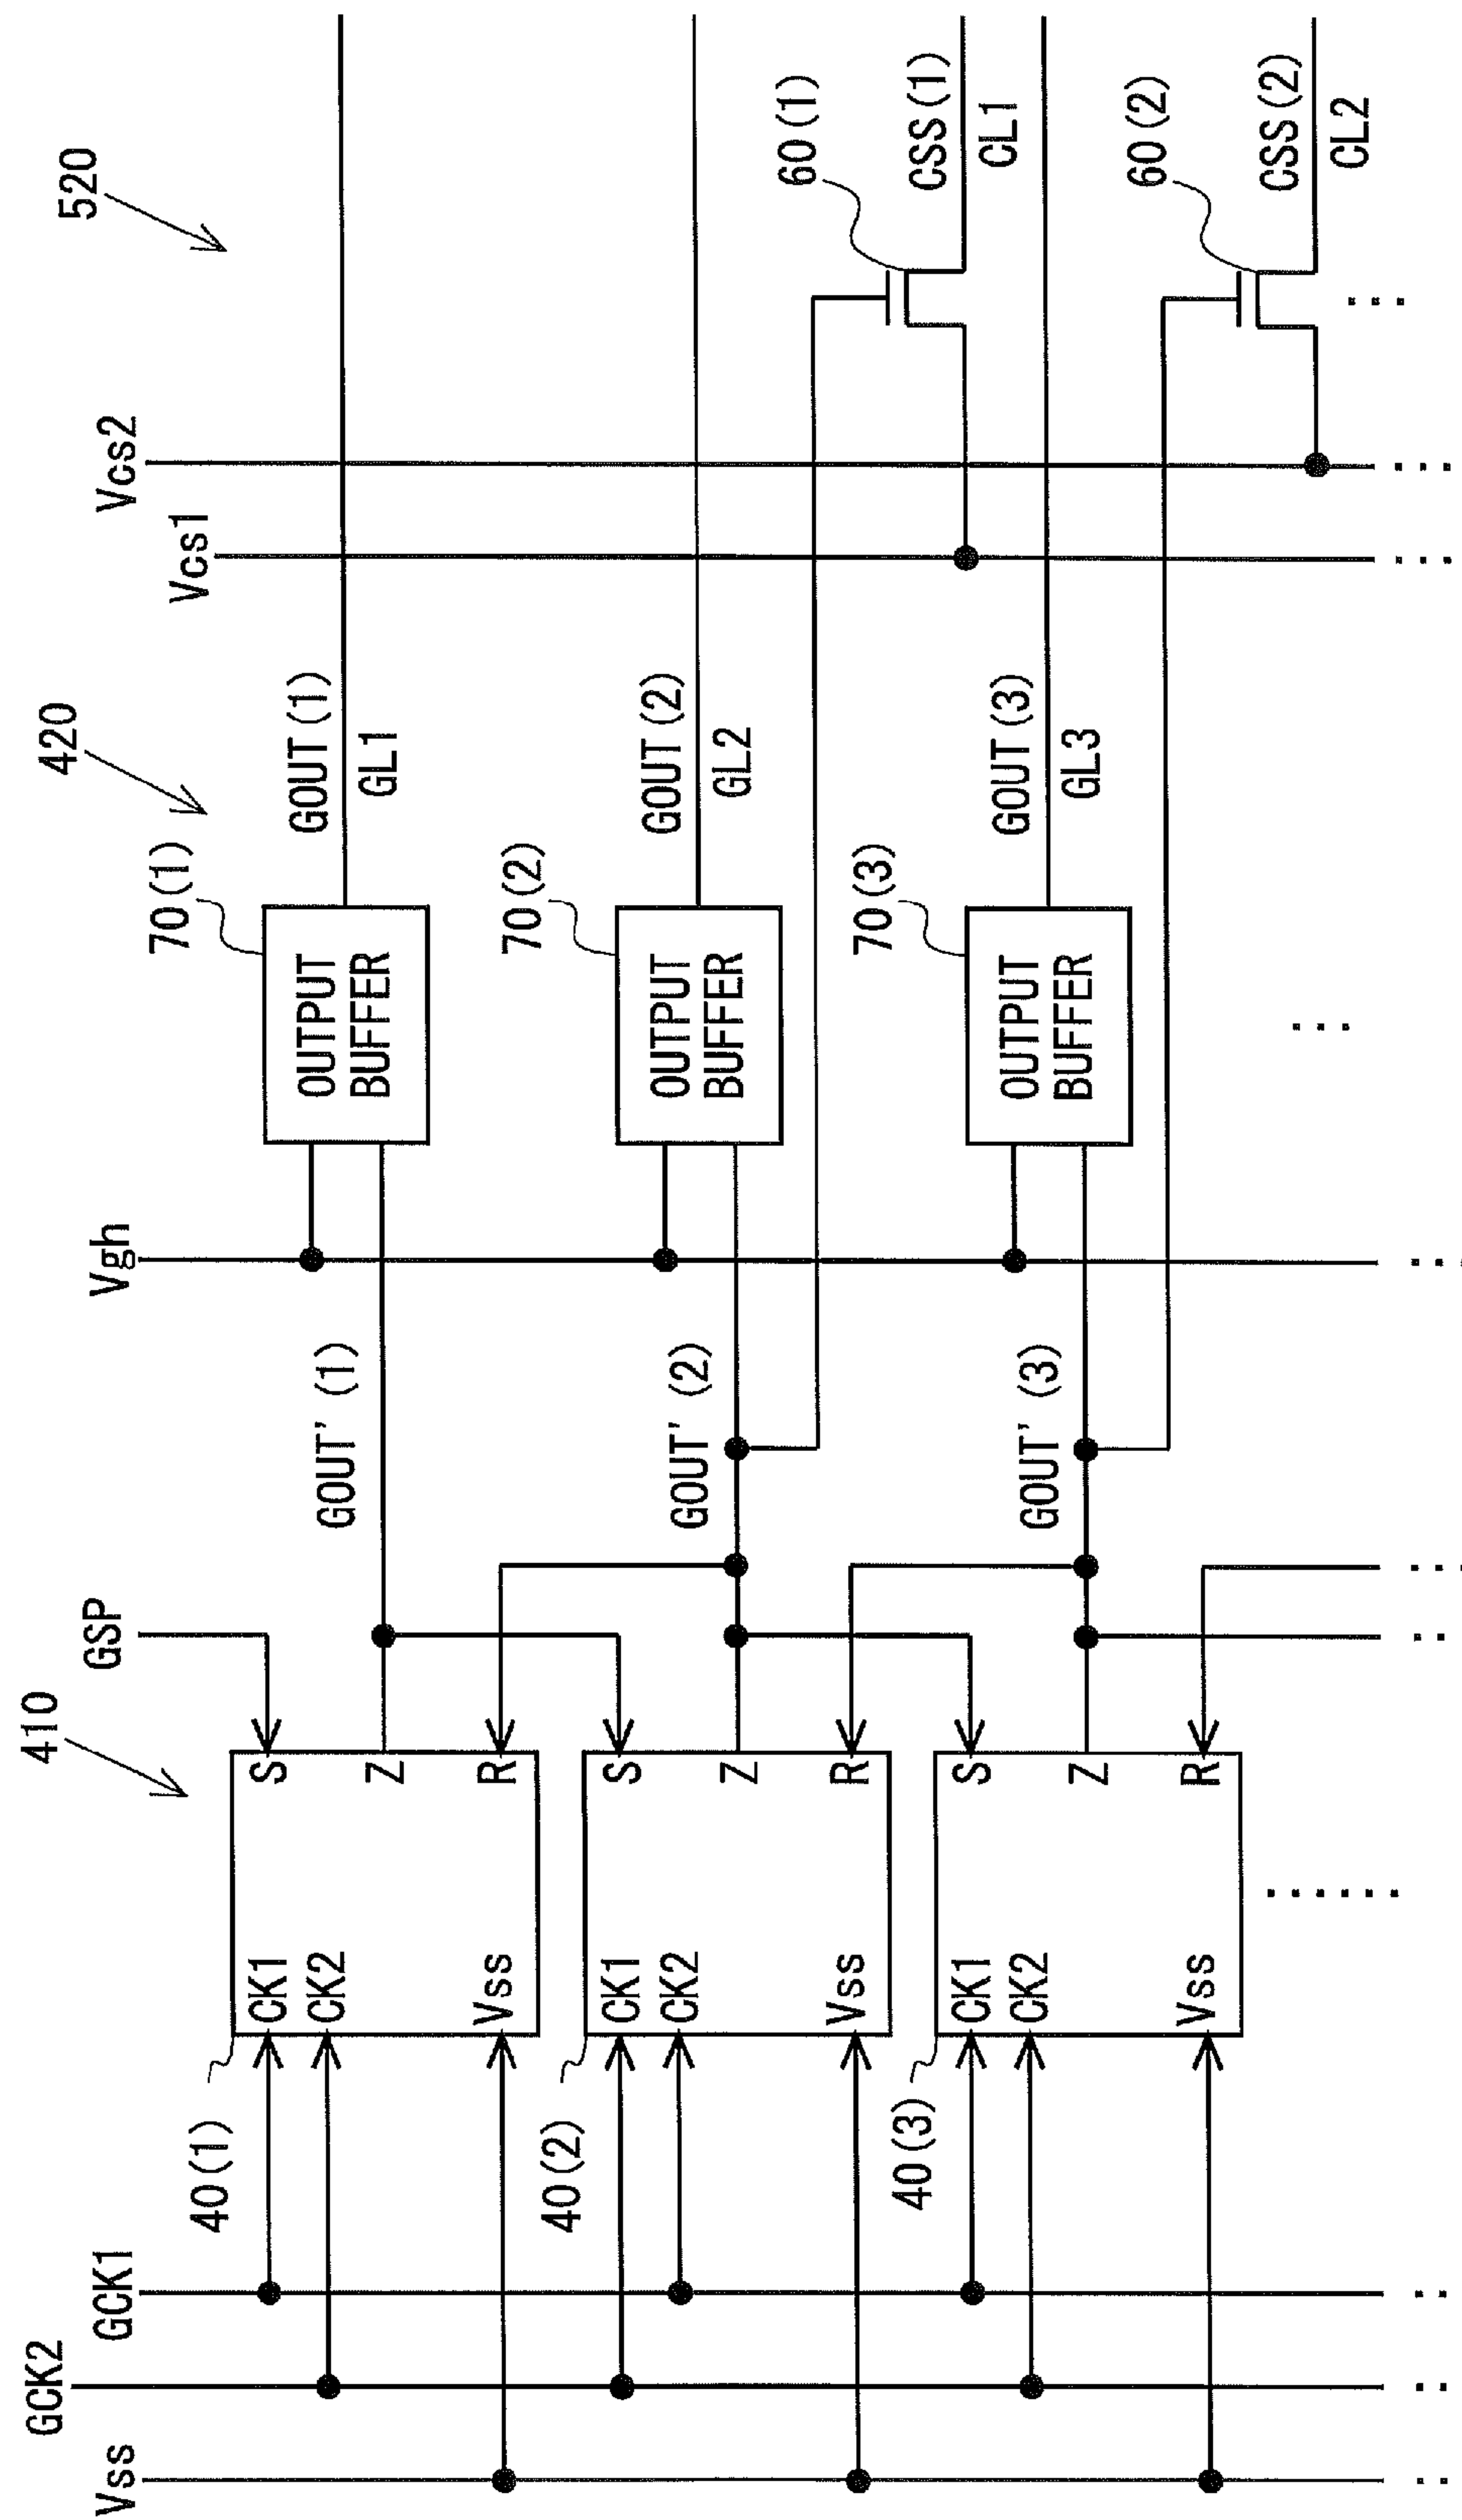 410
420
520
Vss
GCK2
GCK1
GSP
Vgh
Vcs1
Vcs2
40(1)
CK1
CK2
Vss
S
Z
R
GOUT'(1)
70(1)
OUTPUT
BUFFER
GOUT(1)
GL1
40(2)
CK1
CK2
Vss
S
Z
R
GOUT'(2)
70(2)
OUTPUT
BUFFER
GOUT(2)
GL2
60(1)
CSS(1)
CL1
40(3)
CK1
CK2
Vss
S
Z
R
GOUT'(3)
70(3)
OUTPUT
BUFFER
GOUT(3)
GL3
60(2)
CSS(2)
CL2